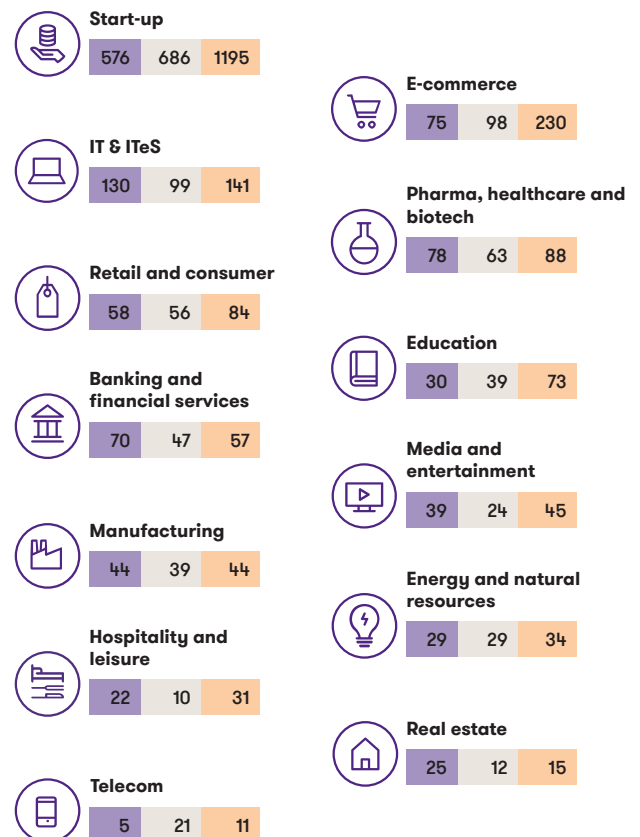 Start-up
576 686 1195
IT & ITeS
130 99 141
Retail and consumer
58 56 84
Banking and
financial services
70 47 57
Manufacturing
44 39 44
Hospitality and
leisure
22 10 31
Telecom
5 21 11
E-commerce
75 98 230
Pharma, healthcare and
biotech
78 63 88
Education
30 39 73
Media and
entertainment
39 24 45
Energy and natural
resources
29 29 34
Real estate
25 12 15